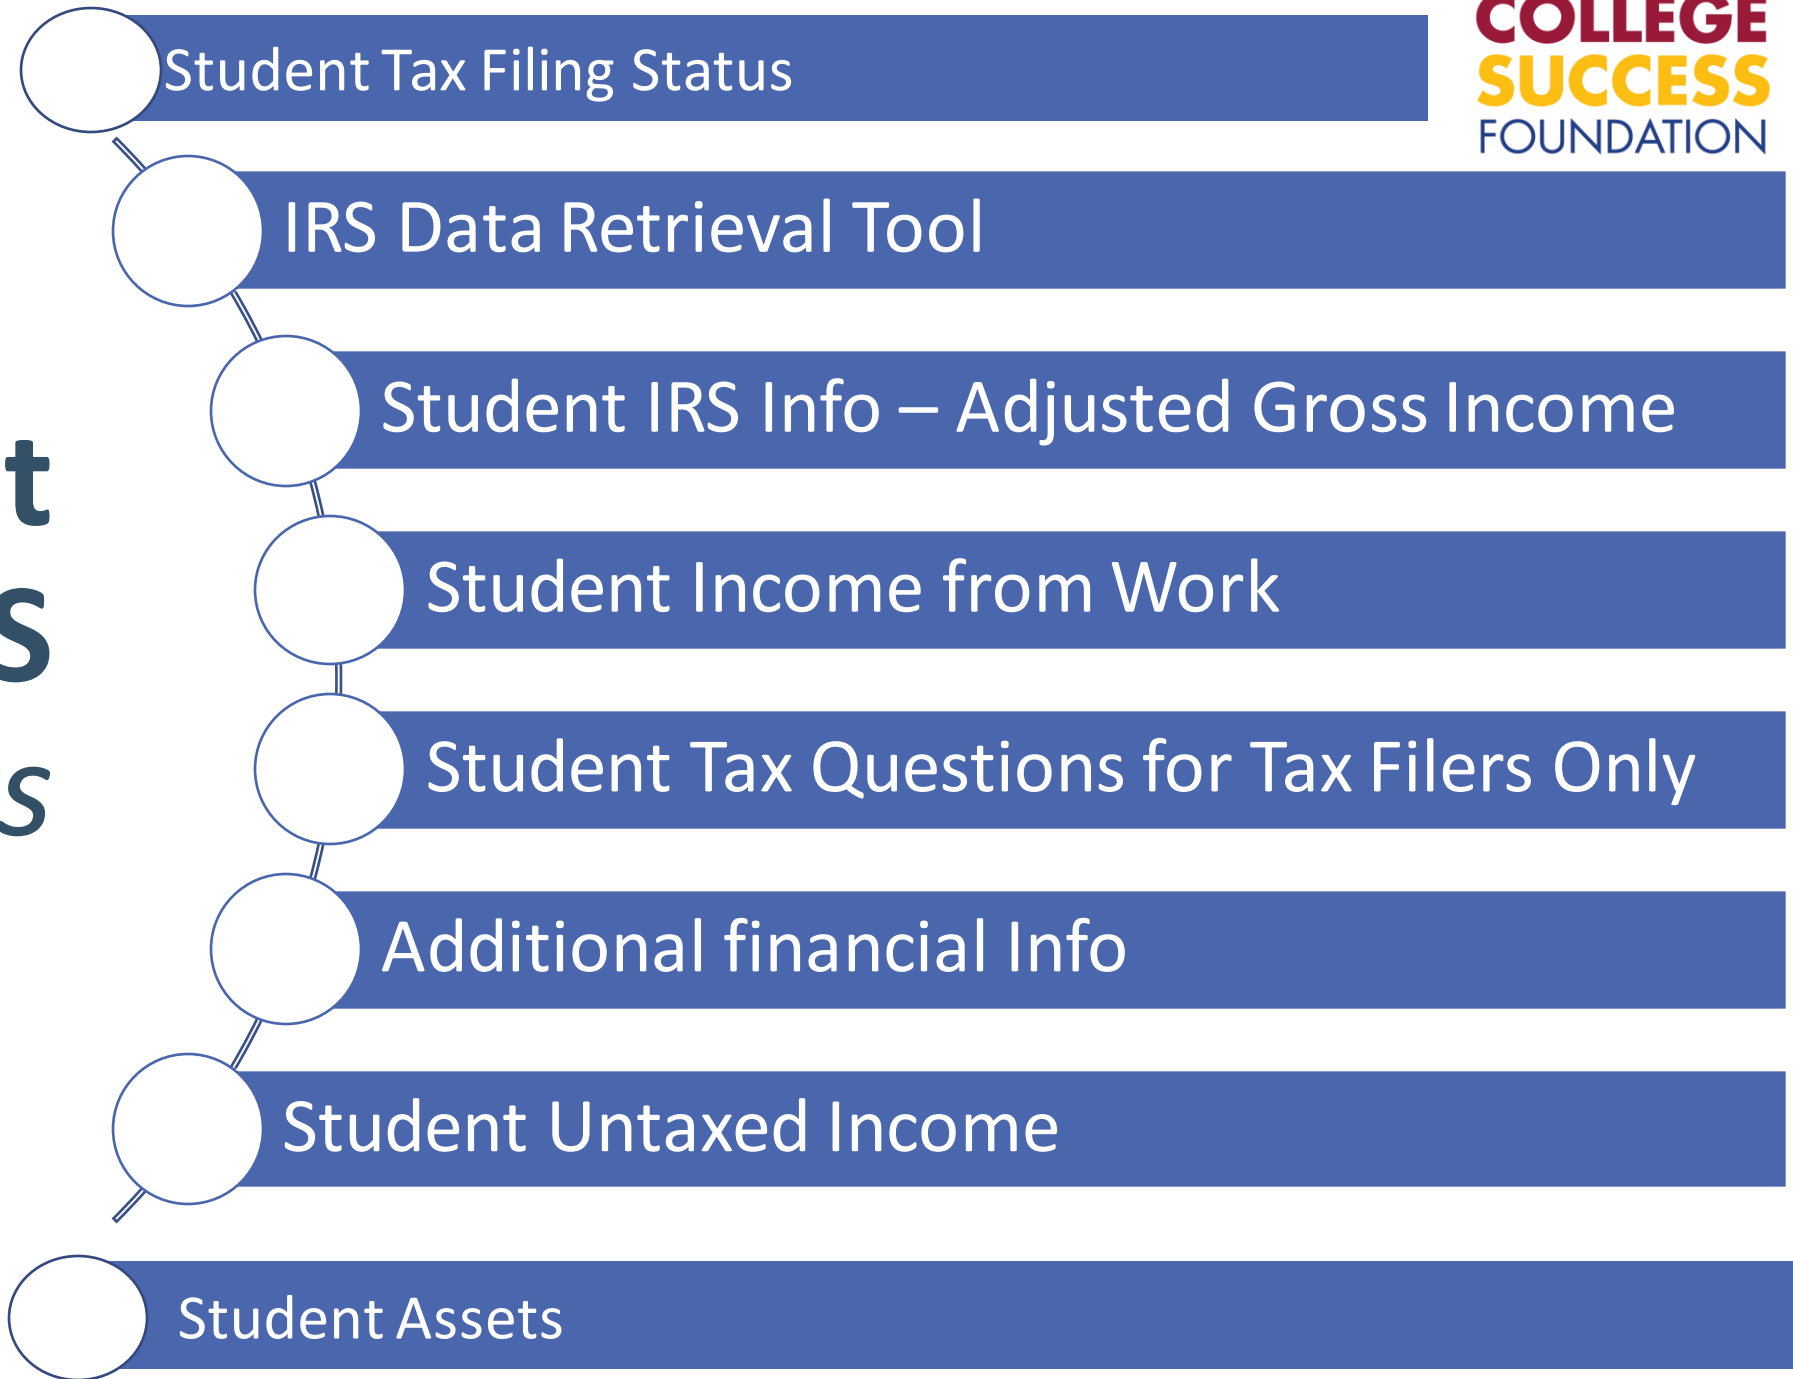 COLLEGE
SUCCESS
FOUNDATION
Student Tax Filing Status
IRS Data Retrieval Tool
Student IRS Info – Adjusted Gross Income
Student Income from Work
Student Tax Questions for Tax Filers Only
Additional financial Info
Student Untaxed Income
Student Assets
t
S
s